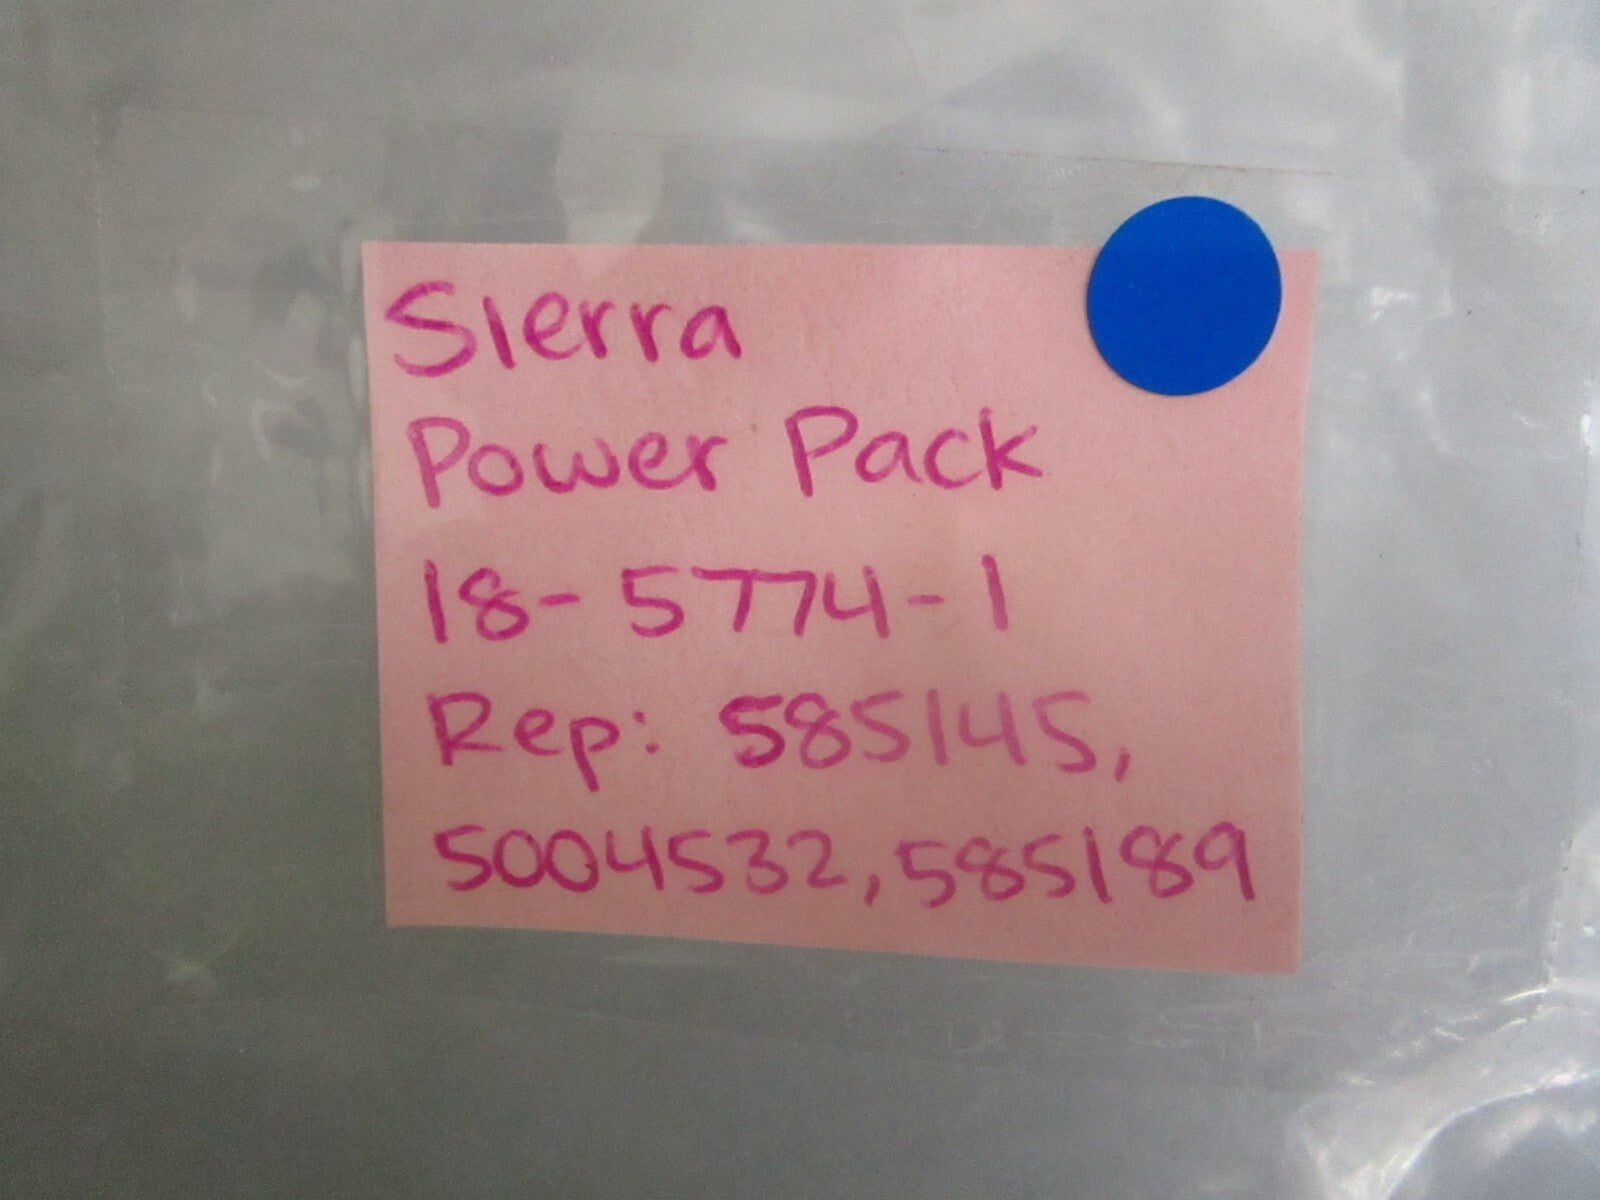 Sierra
Power Pack
18-5774-1
Rep: 585145,
5004532, 585189